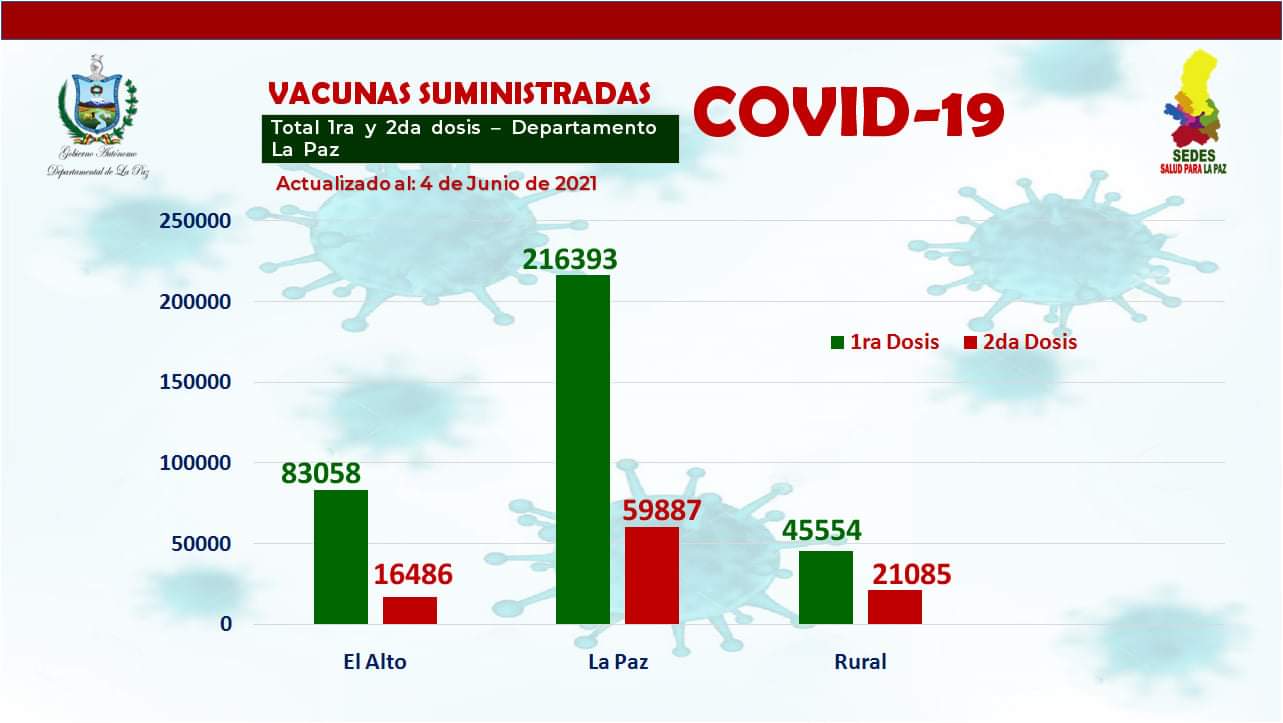 Gobierno Autónomo
Departamental de La Paz
VACUNAS SUMINISTRADAS
Total 1ra y 2da dosis – Departamento
La Paz
Actualizado al: 4 de Junio de 2021
COVID-19
SEDES
SALUD PARA LA PAZ
250000
200000
150000
100000
50000
0
83058
16486
216393
59887
45554
21085
1ra Dosis 2da Dosis
El Alto La Paz Rural